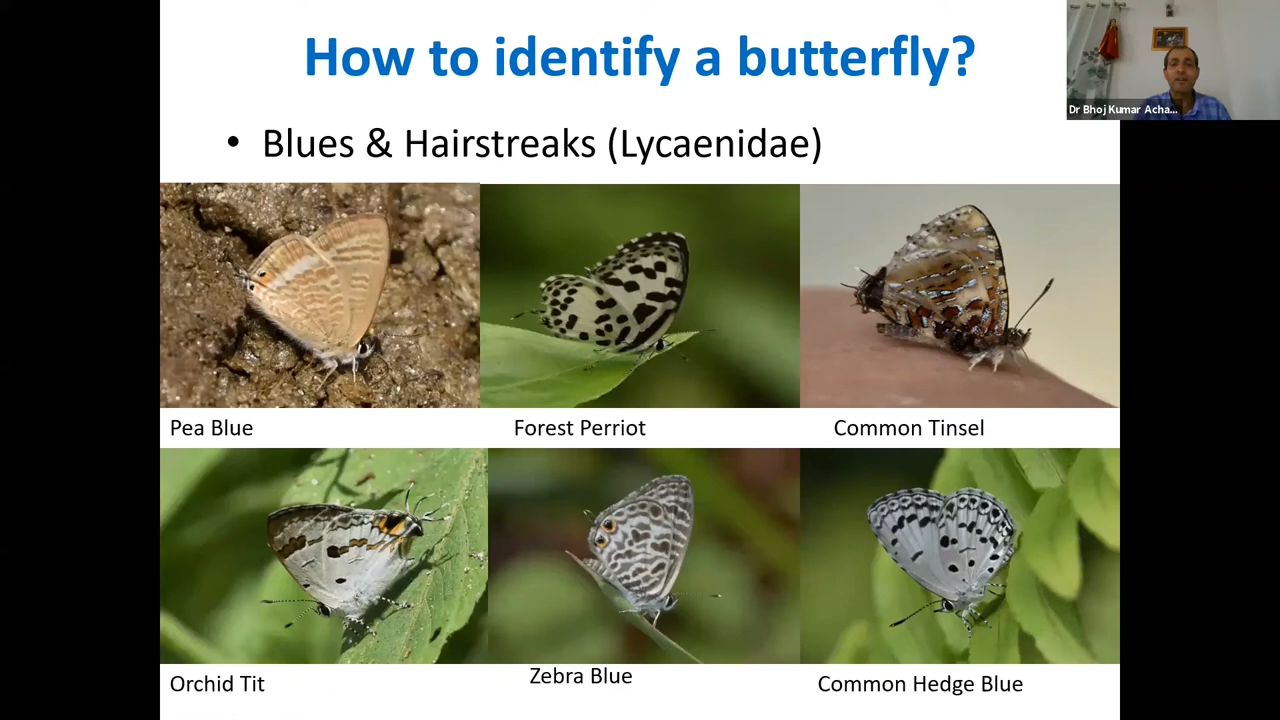 How to identify a butterfly?
Dr Bhoj Kumar Acha...
• Blues & Hairstreaks (Lycaenidae)
Pea Blue
Forest Perriot
Common Tinsel
Orchid Tit
Zebra Blue
Common Hedge Blue